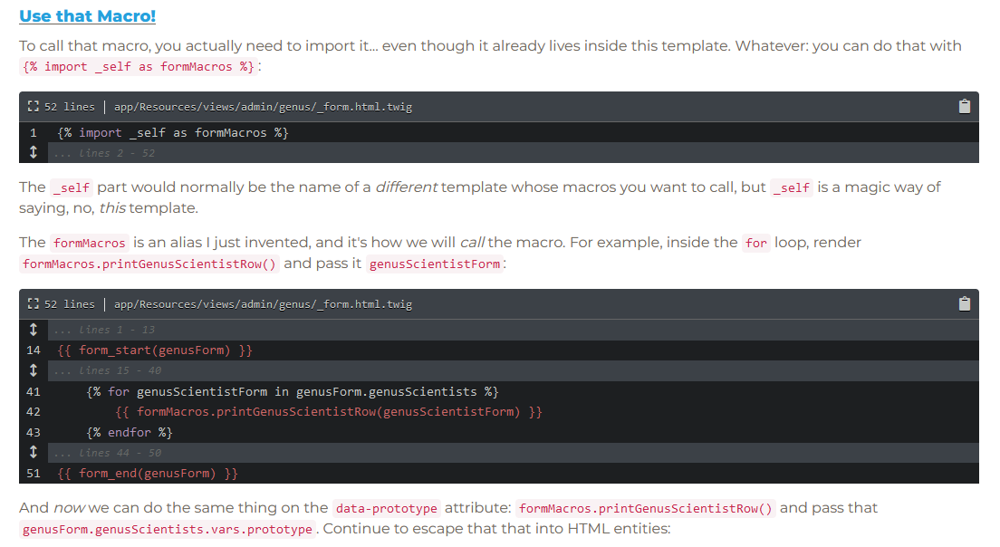 Use that Macro!
To call that macro, you actually need to import it... even though it already lives inside this template. Whatever: you can do that with
{% import _self as formMacros %}:
52 lines | app/Resources/views/admin/genus/_form.html.twig
1 {% import _self as formMacros %}
... lines 2 - 52
The _self part would normally be the name of a different template whose macros you want to call, but _self is a magic way of
saying, no, this template.
The formMacros is an alias I just invented, and it's how we will call the macro. For example, inside the for loop, render
formMacros.printGenusScientistRow() and pass it genusScientistForm:
52 lines | app/Resources/views/admin/genus/_form.html.twig
... lines 1 - 13
14 {{ form_start(genusForm) }}
... lines 15 - 40
41 {% for genusScientistForm in genusForm.genusScientists %}
42 {{ formMacros.printGenusScientistRow(genusScientistForm) }}
43 {% endfor %}
... lines 44 - 50
51 {{ form_end(genusForm) }}
And now we can do the same thing on the data-prototype attribute: formMacros.printGenusScientistRow() and pass that
genusForm.genusScientists.vars.prototype. Continue to escape that that into HTML entities: